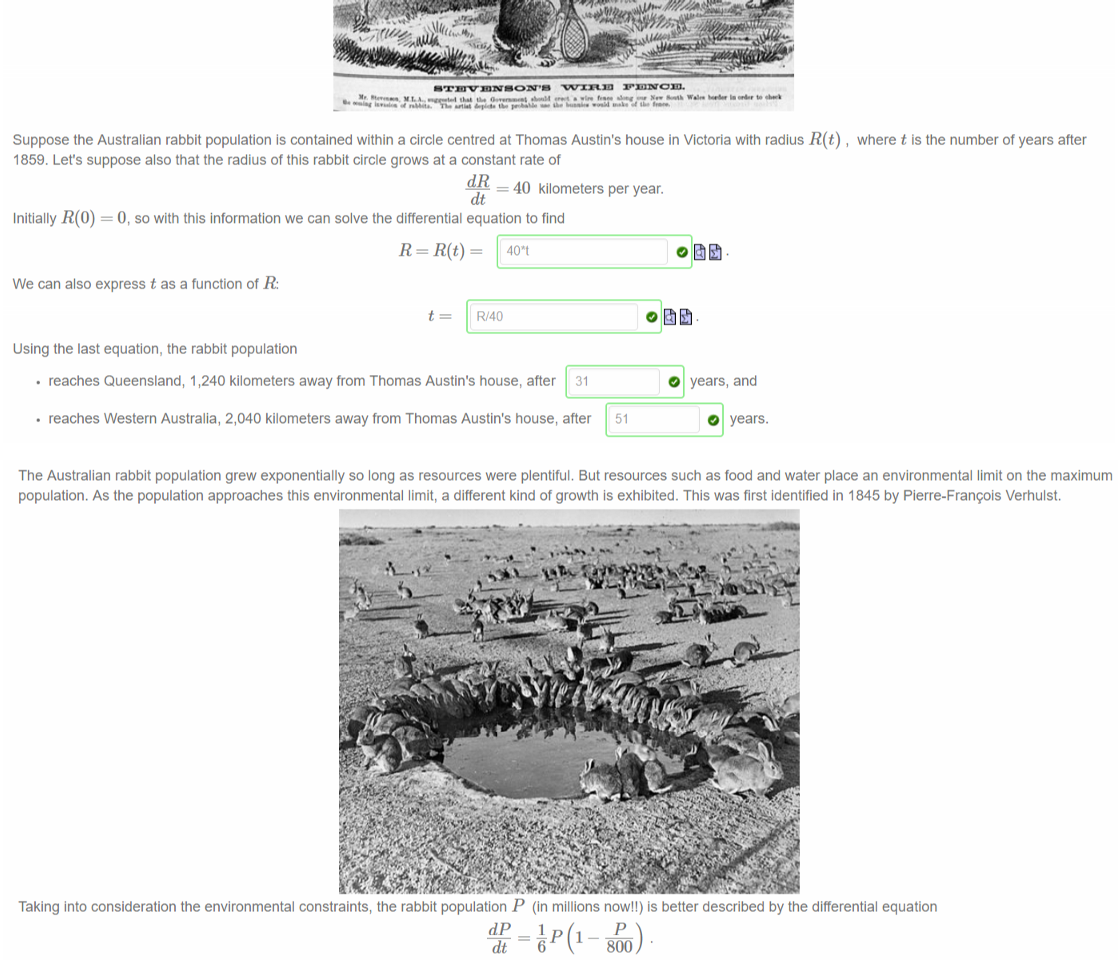 STEVENSON'S WIRE FENCE.
Mr. Stevenson, M.L.A., suggested that the Government should erect a wire fence along our New South Wales border in order to check
the coming invasion of rabbits. The artist depicts the probable use the bunnies would make of the fence.
Suppose the Australian rabbit population is contained within a circle centred at Thomas Austin's house in Victoria with radius R(t) , where t is the number of years after
1859. Let's suppose also that the radius of this rabbit circle grows at a constant rate of
dR/dt = 40 kilometers per year.
Initially R(0) = 0, so with this information we can solve the differential equation to find
R = R(t) = 40*t .
We can also express t as a function of R:
t = R/40 .
Using the last equation, the rabbit population
• reaches Queensland, 1,240 kilometers away from Thomas Austin's house, after 31 years, and
• reaches Western Australia, 2,040 kilometers away from Thomas Austin's house, after 51 years.
The Australian rabbit population grew exponentially so long as resources were plentiful. But resources such as food and water place an environmental limit on the maximum
population. As the population approaches this environmental limit, a different kind of growth is exhibited. This was first identified in 1845 by Pierre-François Verhulst.
Taking into consideration the environmental constraints, the rabbit population P (in millions now!!) is better described by the differential equation
dP/dt = 1/6 P (1 − P/800) .